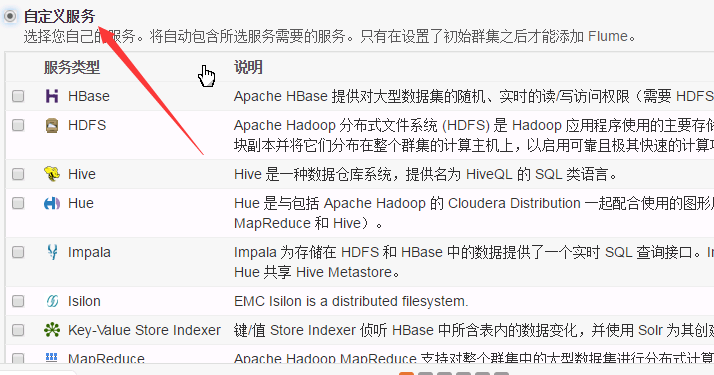 自定义服务
选择您自己的服务。将自动包含所选服务需要的服务。只有在设置了初始群集之后才能添加 Flume。
服务类型 说明
HBase Apache HBase 提供对大型数据集的随机、实时的读/写访问权限（需要 HDFS
HDFS Apache Hadoop 分布式文件系统 (HDFS) 是 Hadoop 应用程序使用的主要存
块副本并将它们分布在整个群集的计算主机上，以启用可靠且极其快速的计算
Hive Hive 是一种数据仓库系统，提供名为 HiveQL 的 SQL 类语言。
Hue Hue 是与包括 Apache Hadoop 的 Cloudera Distribution 一起配合使用的图形
MapReduce 和 Hive）。
Impala Impala 为存储在 HDFS 和 HBase 中的数据提供了一个实时 SQL 查询接口。
Hue 共享 Hive Metastore。
Isilon EMC Isilon is a distributed filesystem.
Key-Value Store Indexer 键/值 Store Indexer 侦听 HBase 中所含表内的数据变化，并使用 Solr 为其创
MapReduce Apache Hadoop MapReduce 支持对整个群集中的大型数据集进行分布式计